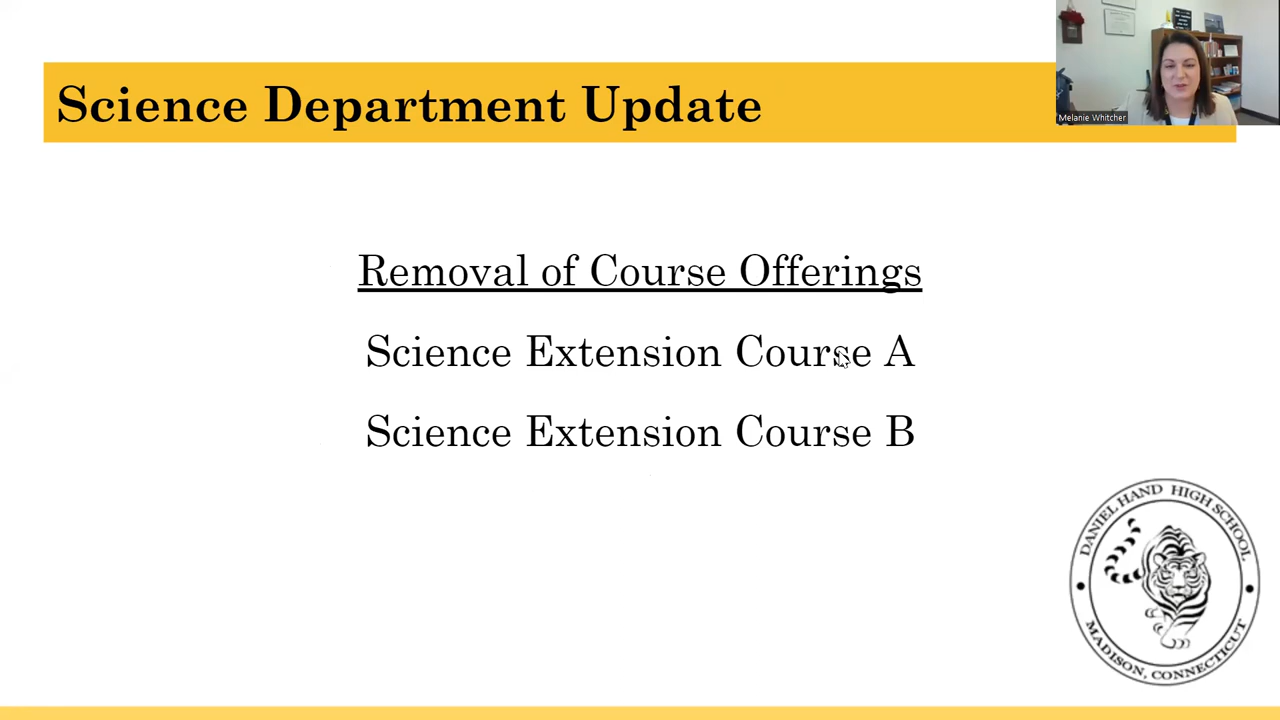 Science Department Update
Melanie Whitcher
Removal of Course Offerings
Science Extension Course A
Science Extension Course B
DANIEL HAND HIGH SCHOOL
MADISON, CONNECTICUT